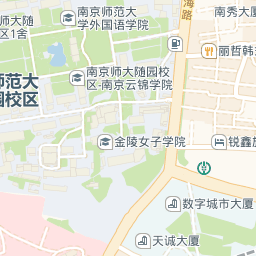 南京师范大
学外国语学院
海
路
南秀大厦
师大随
区1舍
丽哲韩
南京师大随园校
区-南京云锦学院
师范大
园校区
金陵女子学院
锐鑫旅
数字城市大厦
天诚大厦